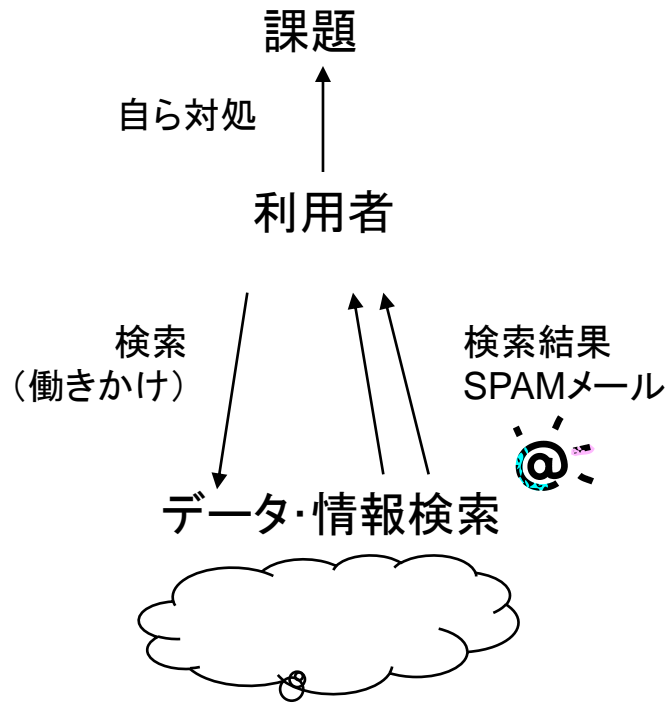 課題
自ら対処
利用者
検索
（働きかけ）
検索結果
SPAMメール
@
データ・情報検索